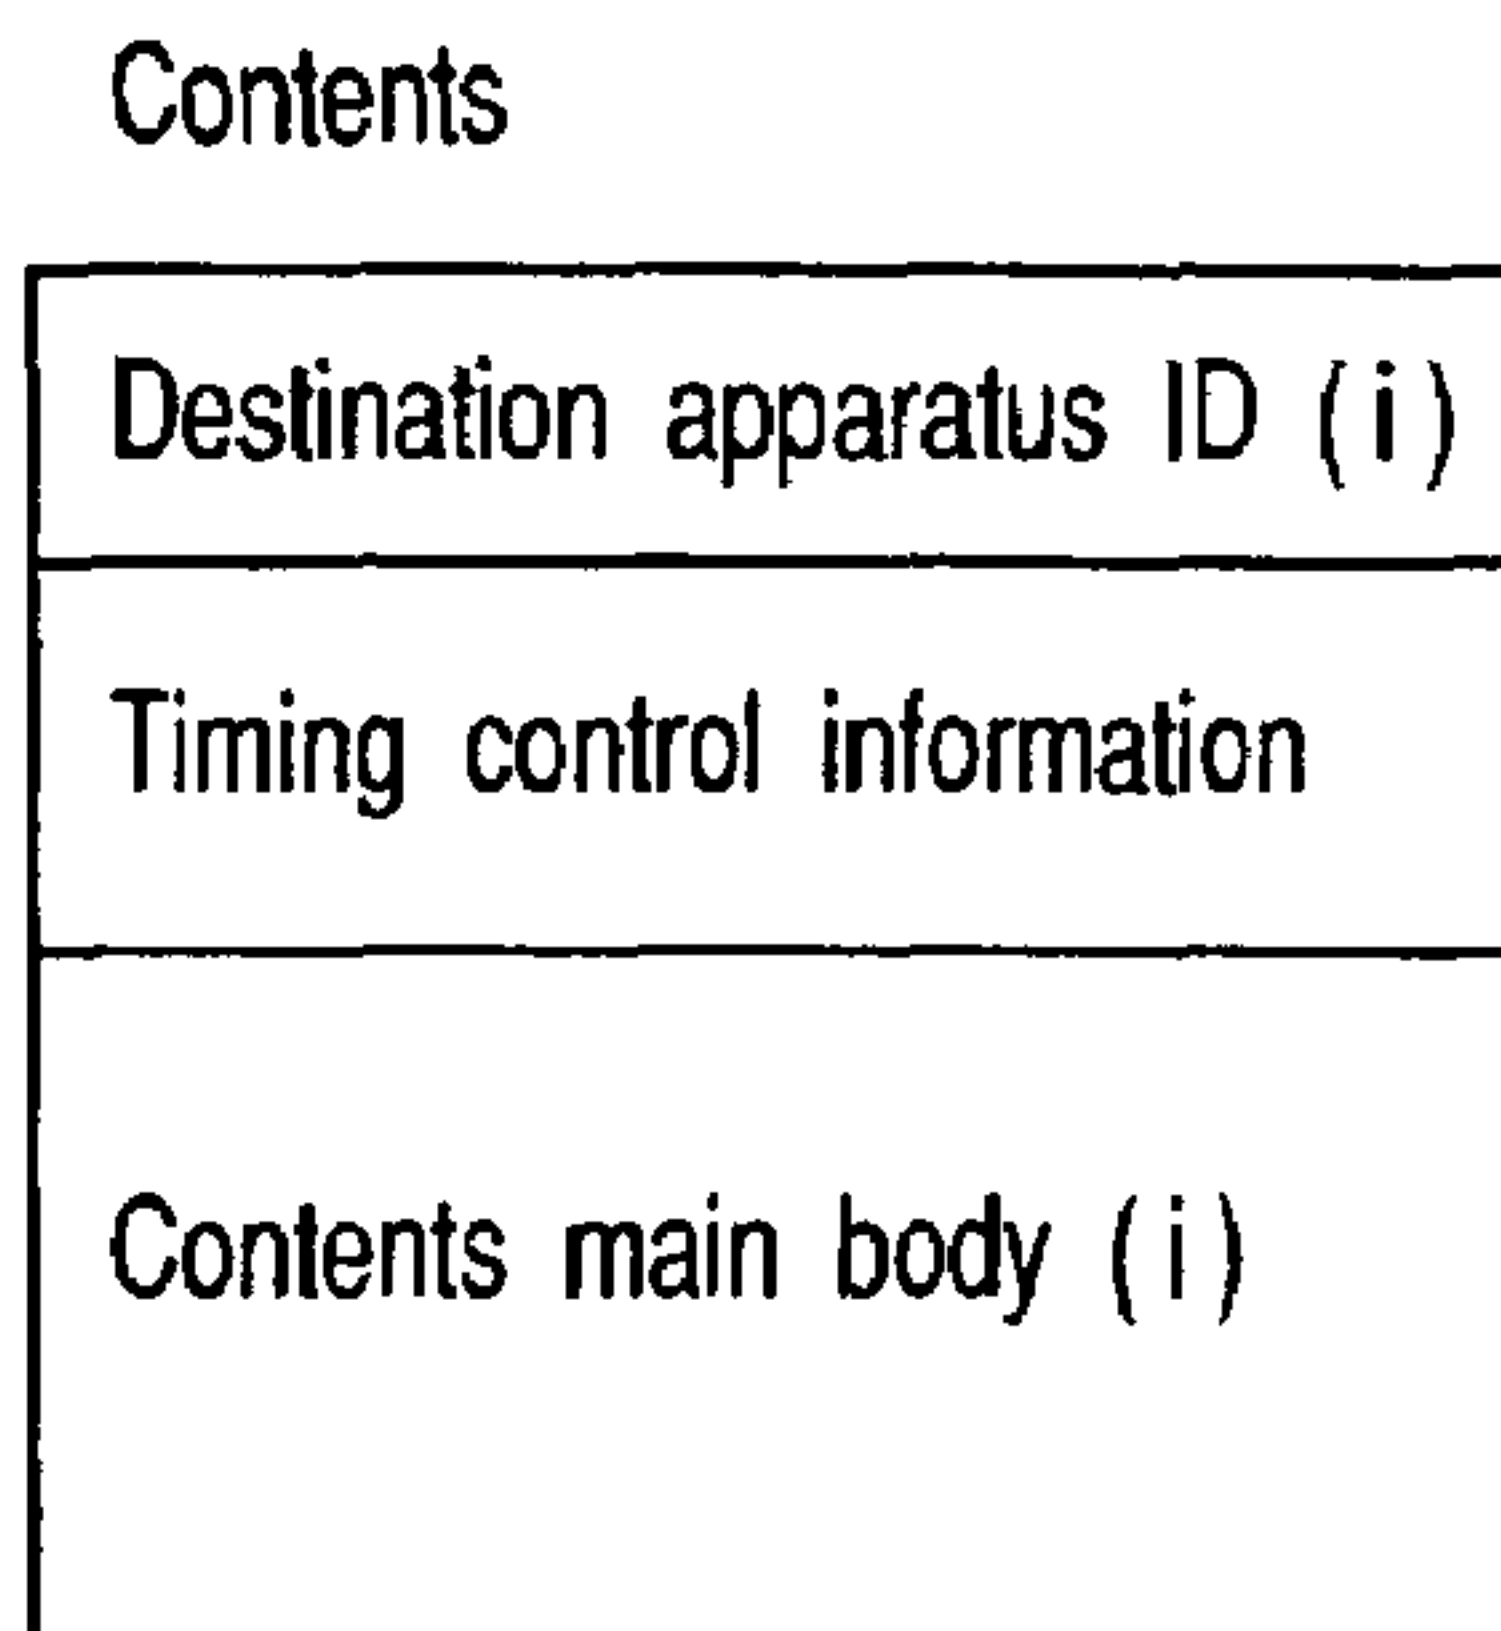 Contents
Destination apparatus ID (i)
Timing control information
Contents main body (i)